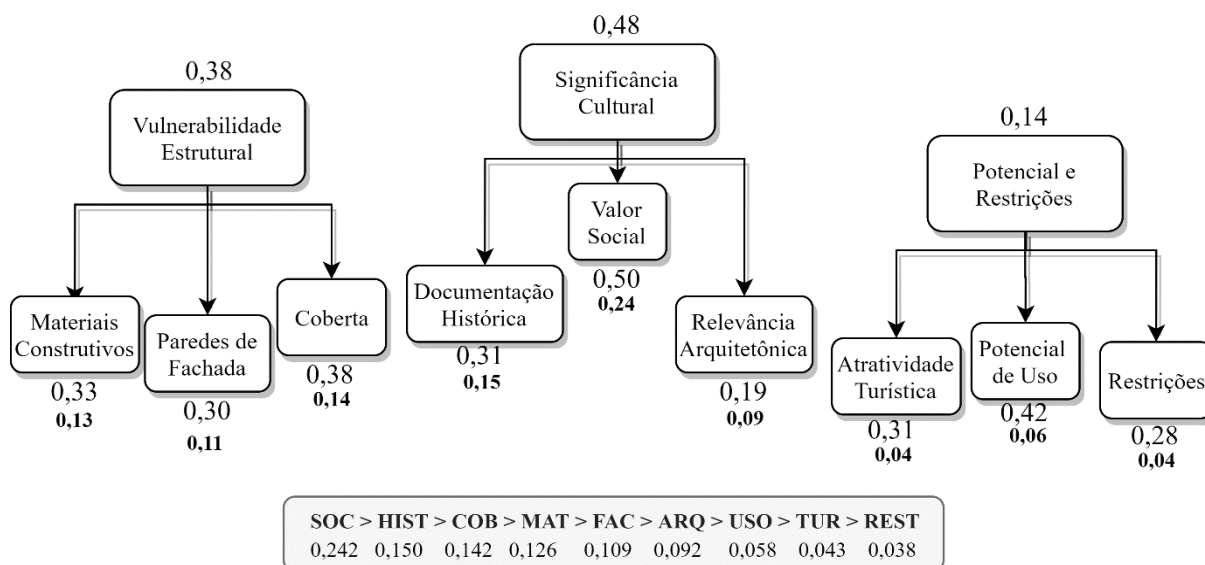 0,38
Vulnerabilidade
Estrutural
Materiais
Construtivos
0,33
0,13
Paredes de
Fachada
0,30
0,11
Coberta
0,38
0,14
0,48
Significância
Cultural
Documentação
Histórica
0,31
0,15
Valor
Social
0,50
0,24
Relevância
Arquitetônica
0,19
0,09
0,14
Potencial e
Restrições
Atratividade
Turística
0,31
0,04
Potencial
de Uso
0,42
0,06
Restrições
0,28
0,04
SOC > HIST > COB > MAT > FAC > ARQ > USO > TUR > REST
0,242 0,150 0,142 0,126 0,109 0,092 0,058 0,043 0,038